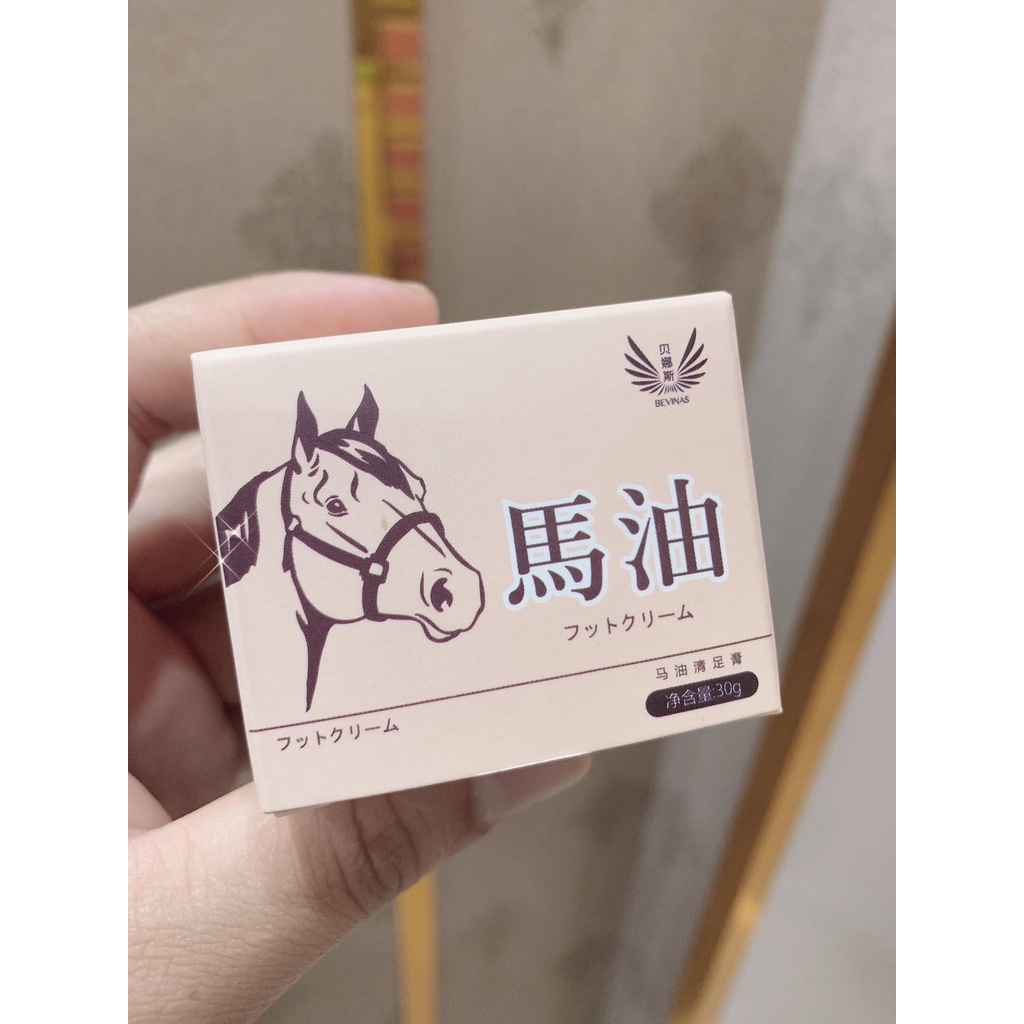 贝娜斯
BEVINAS
馬油
フットクリーム
马油清足膏
净含量:30g
フットクリーム